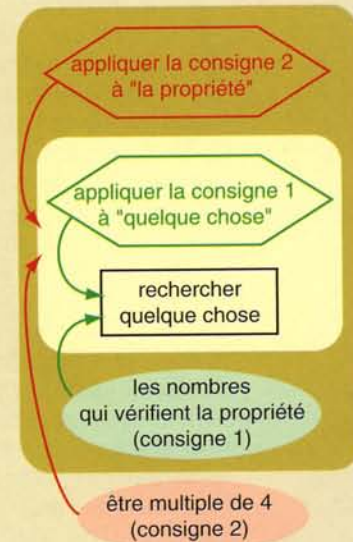 appliquer la consigne 2
à "la propriété"
appliquer la consigne 1
à "quelque chose"
rechercher
quelque chose
les nombres
qui vérifient la propriété
(consigne 1)
être multiple de 4
(consigne 2)